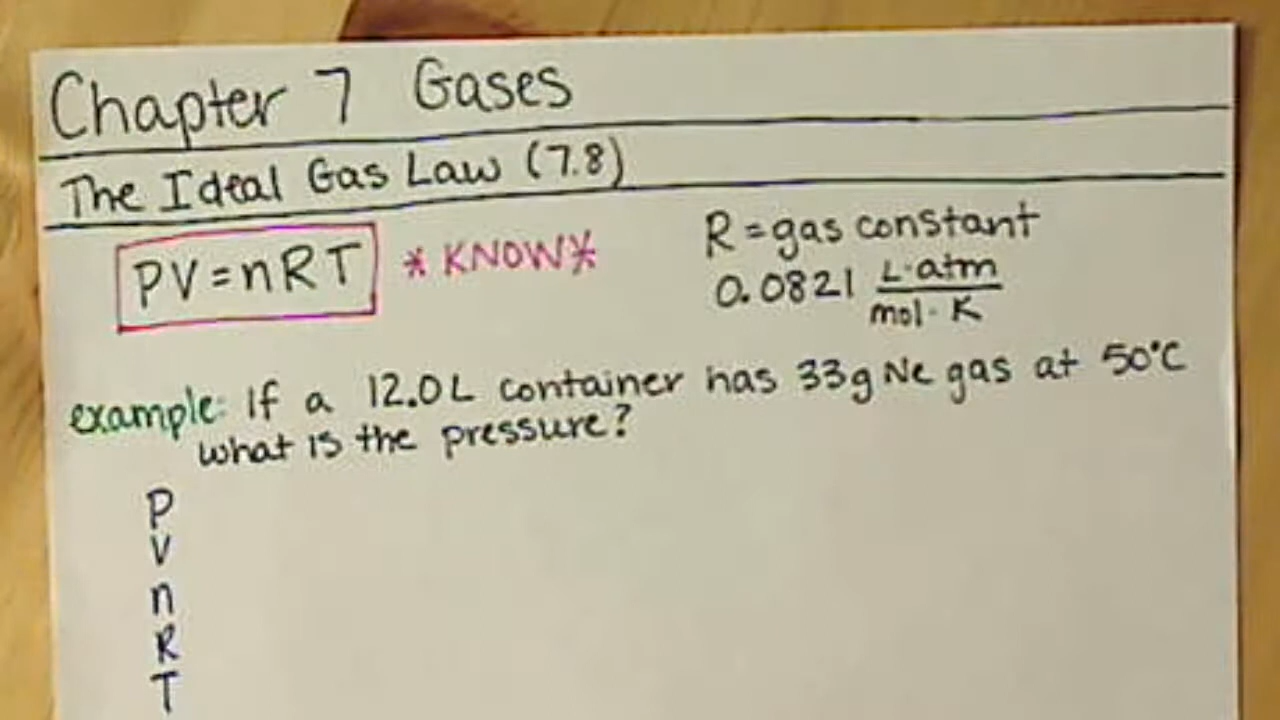 Chapter 7 Gases
The Ideal Gas Law (7.8)
PV=nRT *KNOW*
R = gas constant
0.0821 L·atm
mol·K
example: If a 12.0L container has 33g Ne gas at 50°C
what is the pressure?
P
V
n
R
T